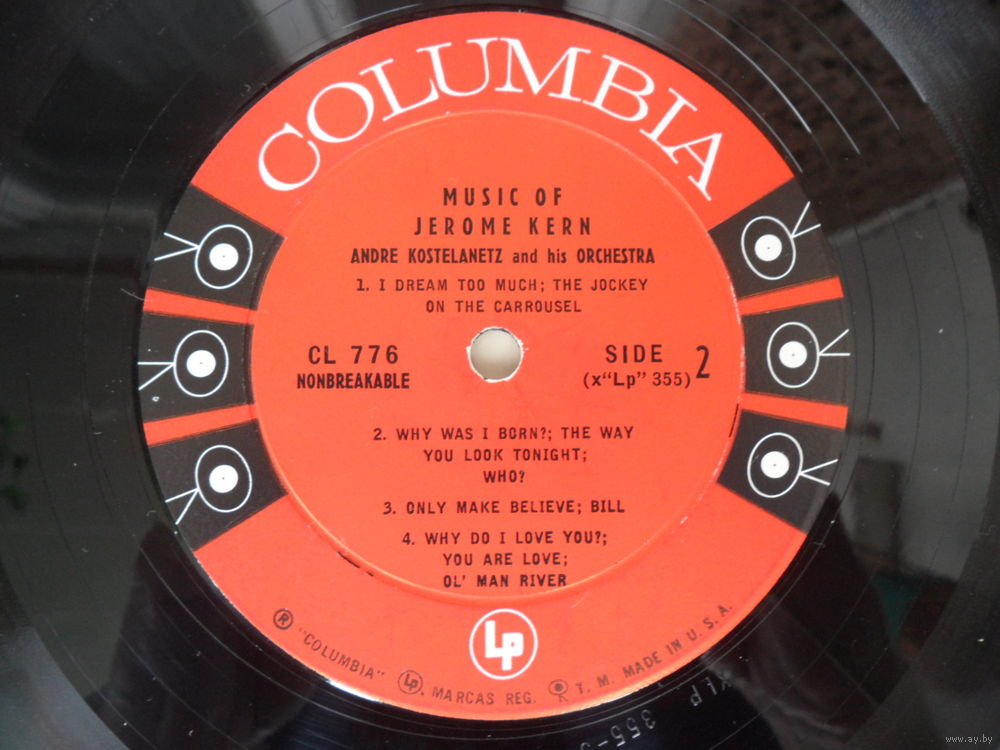 COLUMBIA
MUSIC OF
JEROME KERN
ANDRE KOSTELANETZ and his ORCHESTRA
1. I DREAM TOO MUCH; THE JOCKEY
ON THE CARROUSEL
CL 776
NONBREAKABLE
SIDE 2
(x"Lp" 355)
2. WHY WAS I BORN?; THE WAY
YOU LOOK TONIGHT;
WHO?
3. ONLY MAKE BELIEVE; BILL
4. WHY DO I LOVE YOU?;
YOU ARE LOVE;
OL' MAN RIVER
Lp
® "COLUMBIA" Lp, MARCAS REG. T. M. MADE IN U. S. A.
XLP 355-
www.ay.by